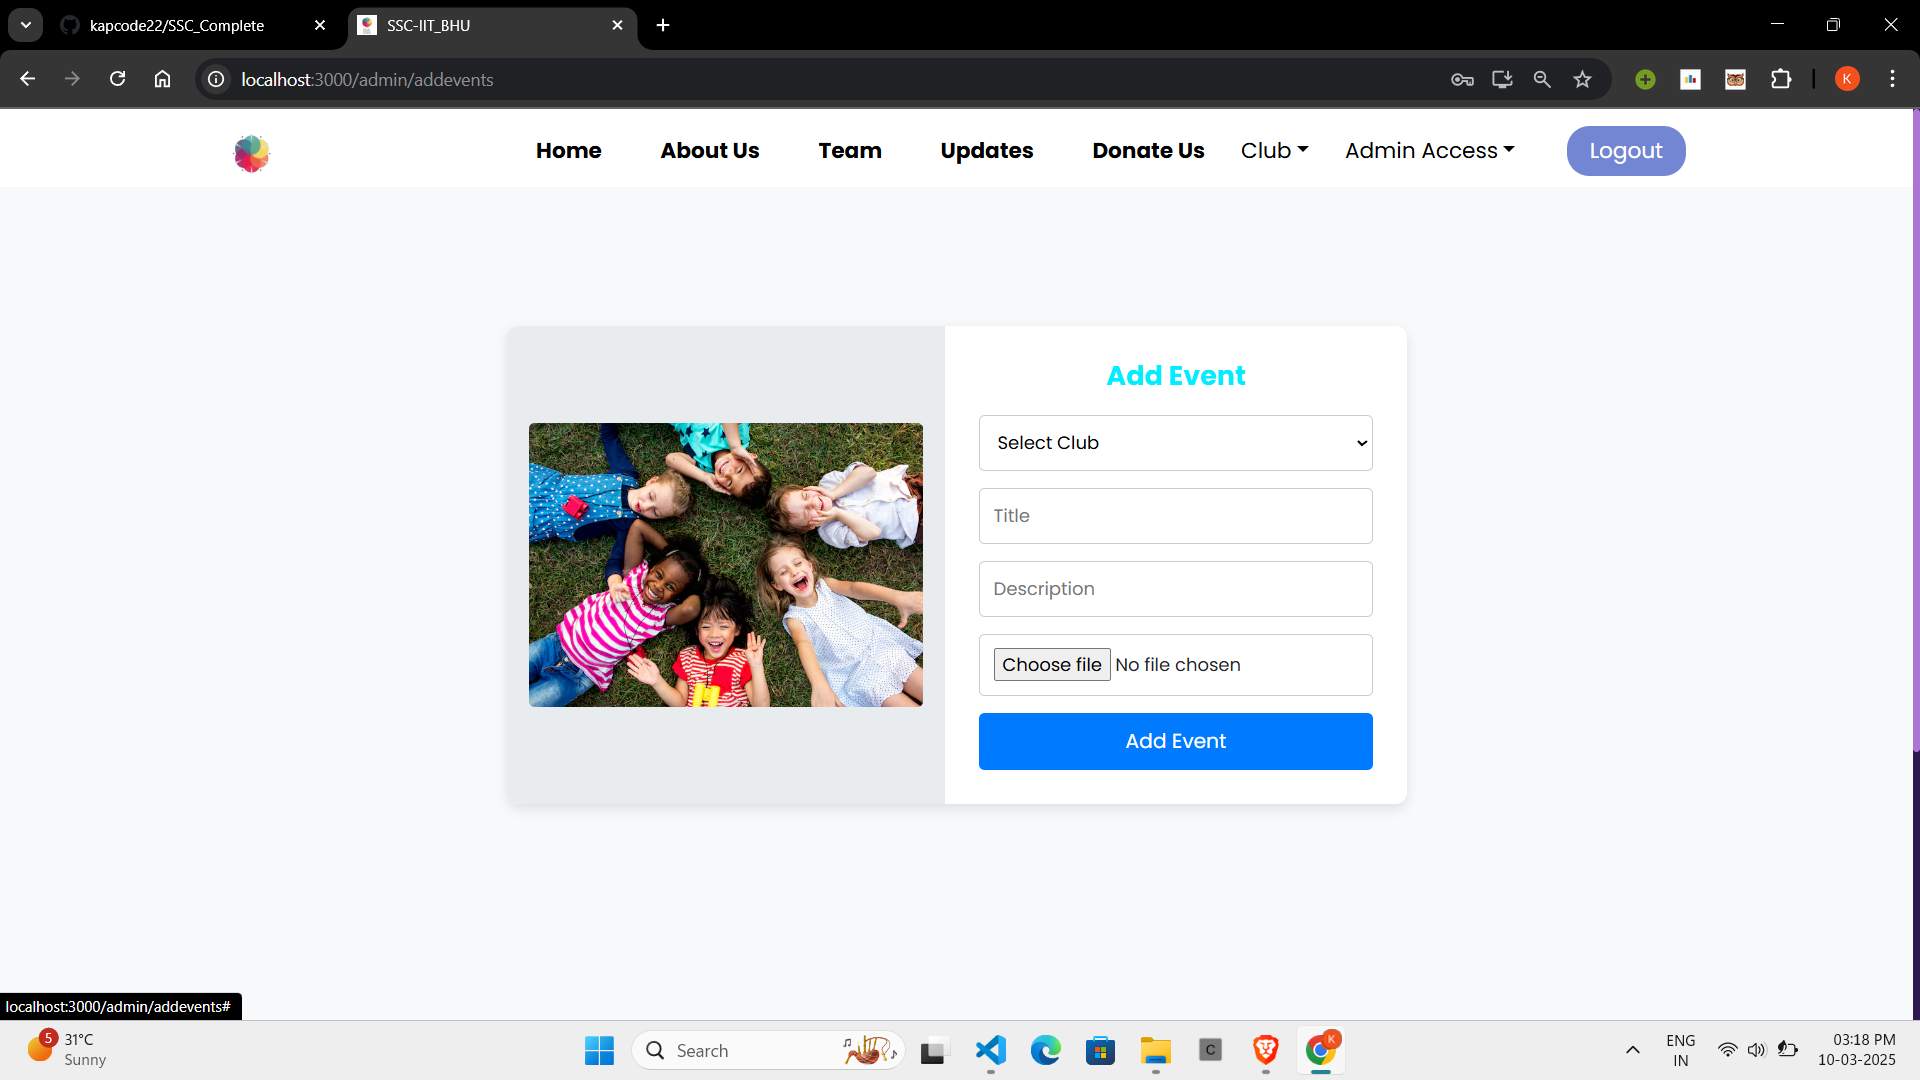 kapcode22/SSC_Complete
SSC-IIT_BHU
localhost:3000/admin/addevents
K
Home
About Us
Team
Updates
Donate Us
Club
Admin Access
Logout
Add Event
Select Club
Title
Description
Choose file No file chosen
Add Event
localhost:3000/admin/addevents#
5
31°C
Sunny
Search
C
K
ENG
IN
03:18 PM
10-03-2025